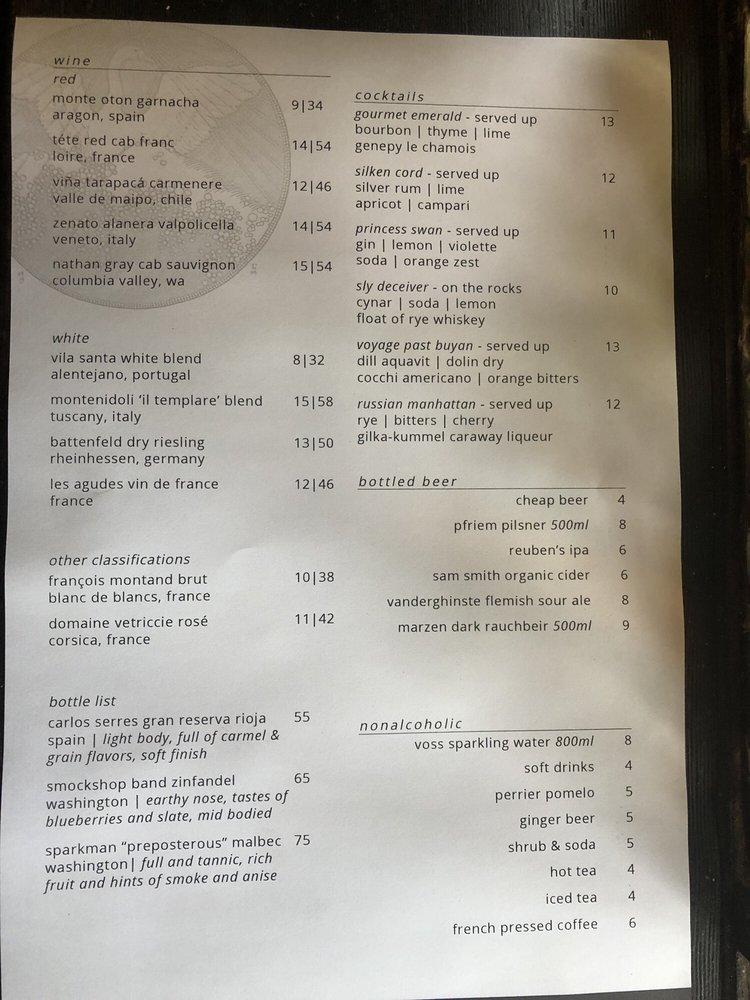 wine
red
monte oton garnacha 9|34
aragon, spain
téte red cab franc 14|54
loire, france
viña tarapacá carmenere 12|46
valle de maipo, chile
zenato alanera valpolicella 14|54
veneto, italy
nathan gray cab sauvignon 15|54
columbia valley, wa
white
vila santa white blend 8|32
alentejano, portugal
montenidoli ‘il templare’ blend 15|58
tuscany, italy
battenfeld dry riesling 13|50
rheinhessen, germany
les agudes vin de france 12|46
france
other classifications
françois montand brut 10|38
blanc de blancs, france
domaine vetriccie rosé 11|42
corsica, france
bottle list
carlos serres gran reserva rioja 55
spain | light body, full of carmel &
grain flavors, soft finish
smockshop band zinfandel 65
washington | earthy nose, tastes of
blueberries and slate, mid bodied
sparkman “preposterous” malbec 75
washington| full and tannic, rich
fruit and hints of smoke and anise
cocktails
gourmet emerald - served up 13
bourbon | thyme | lime
genepy le chamois
silken cord - served up 12
silver rum | lime
apricot | campari
princess swan - served up 11
gin | lemon | violette
soda | orange zest
sly deceiver - on the rocks 10
cynar | soda | lemon
float of rye whiskey
voyage past buyan - served up 13
dill aquavit | dolin dry
cocchi americano | orange bitters
russian manhattan - served up 12
rye | bitters | cherry
gilka-kummel caraway liqueur
bottled beer
cheap beer 4
pfriem pilsner 500ml 8
reuben’s ipa 6
sam smith organic cider 6
vanderghinste flemish sour ale 8
marzen dark rauchbeir 500ml 9
nonalcoholic
voss sparkling water 800ml 8
soft drinks 4
perrier pomelo 5
ginger beer 5
shrub & soda 5
hot tea 4
iced tea 4
french pressed coffee 6